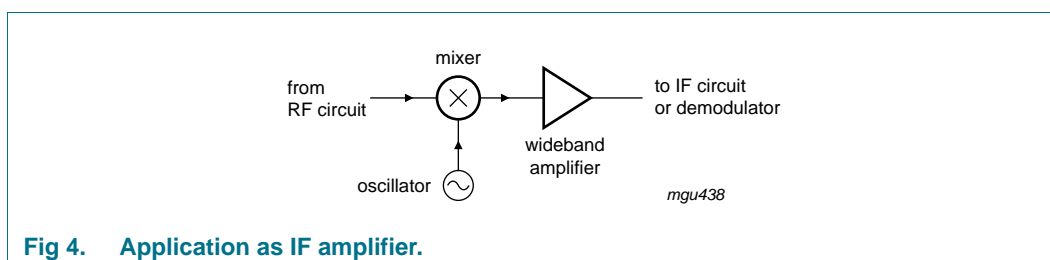 mixer
from
RF circuit
to IF circuit
or demodulator
wideband
amplifier
oscillator
mgu438
Fig 4. Application as IF amplifier.